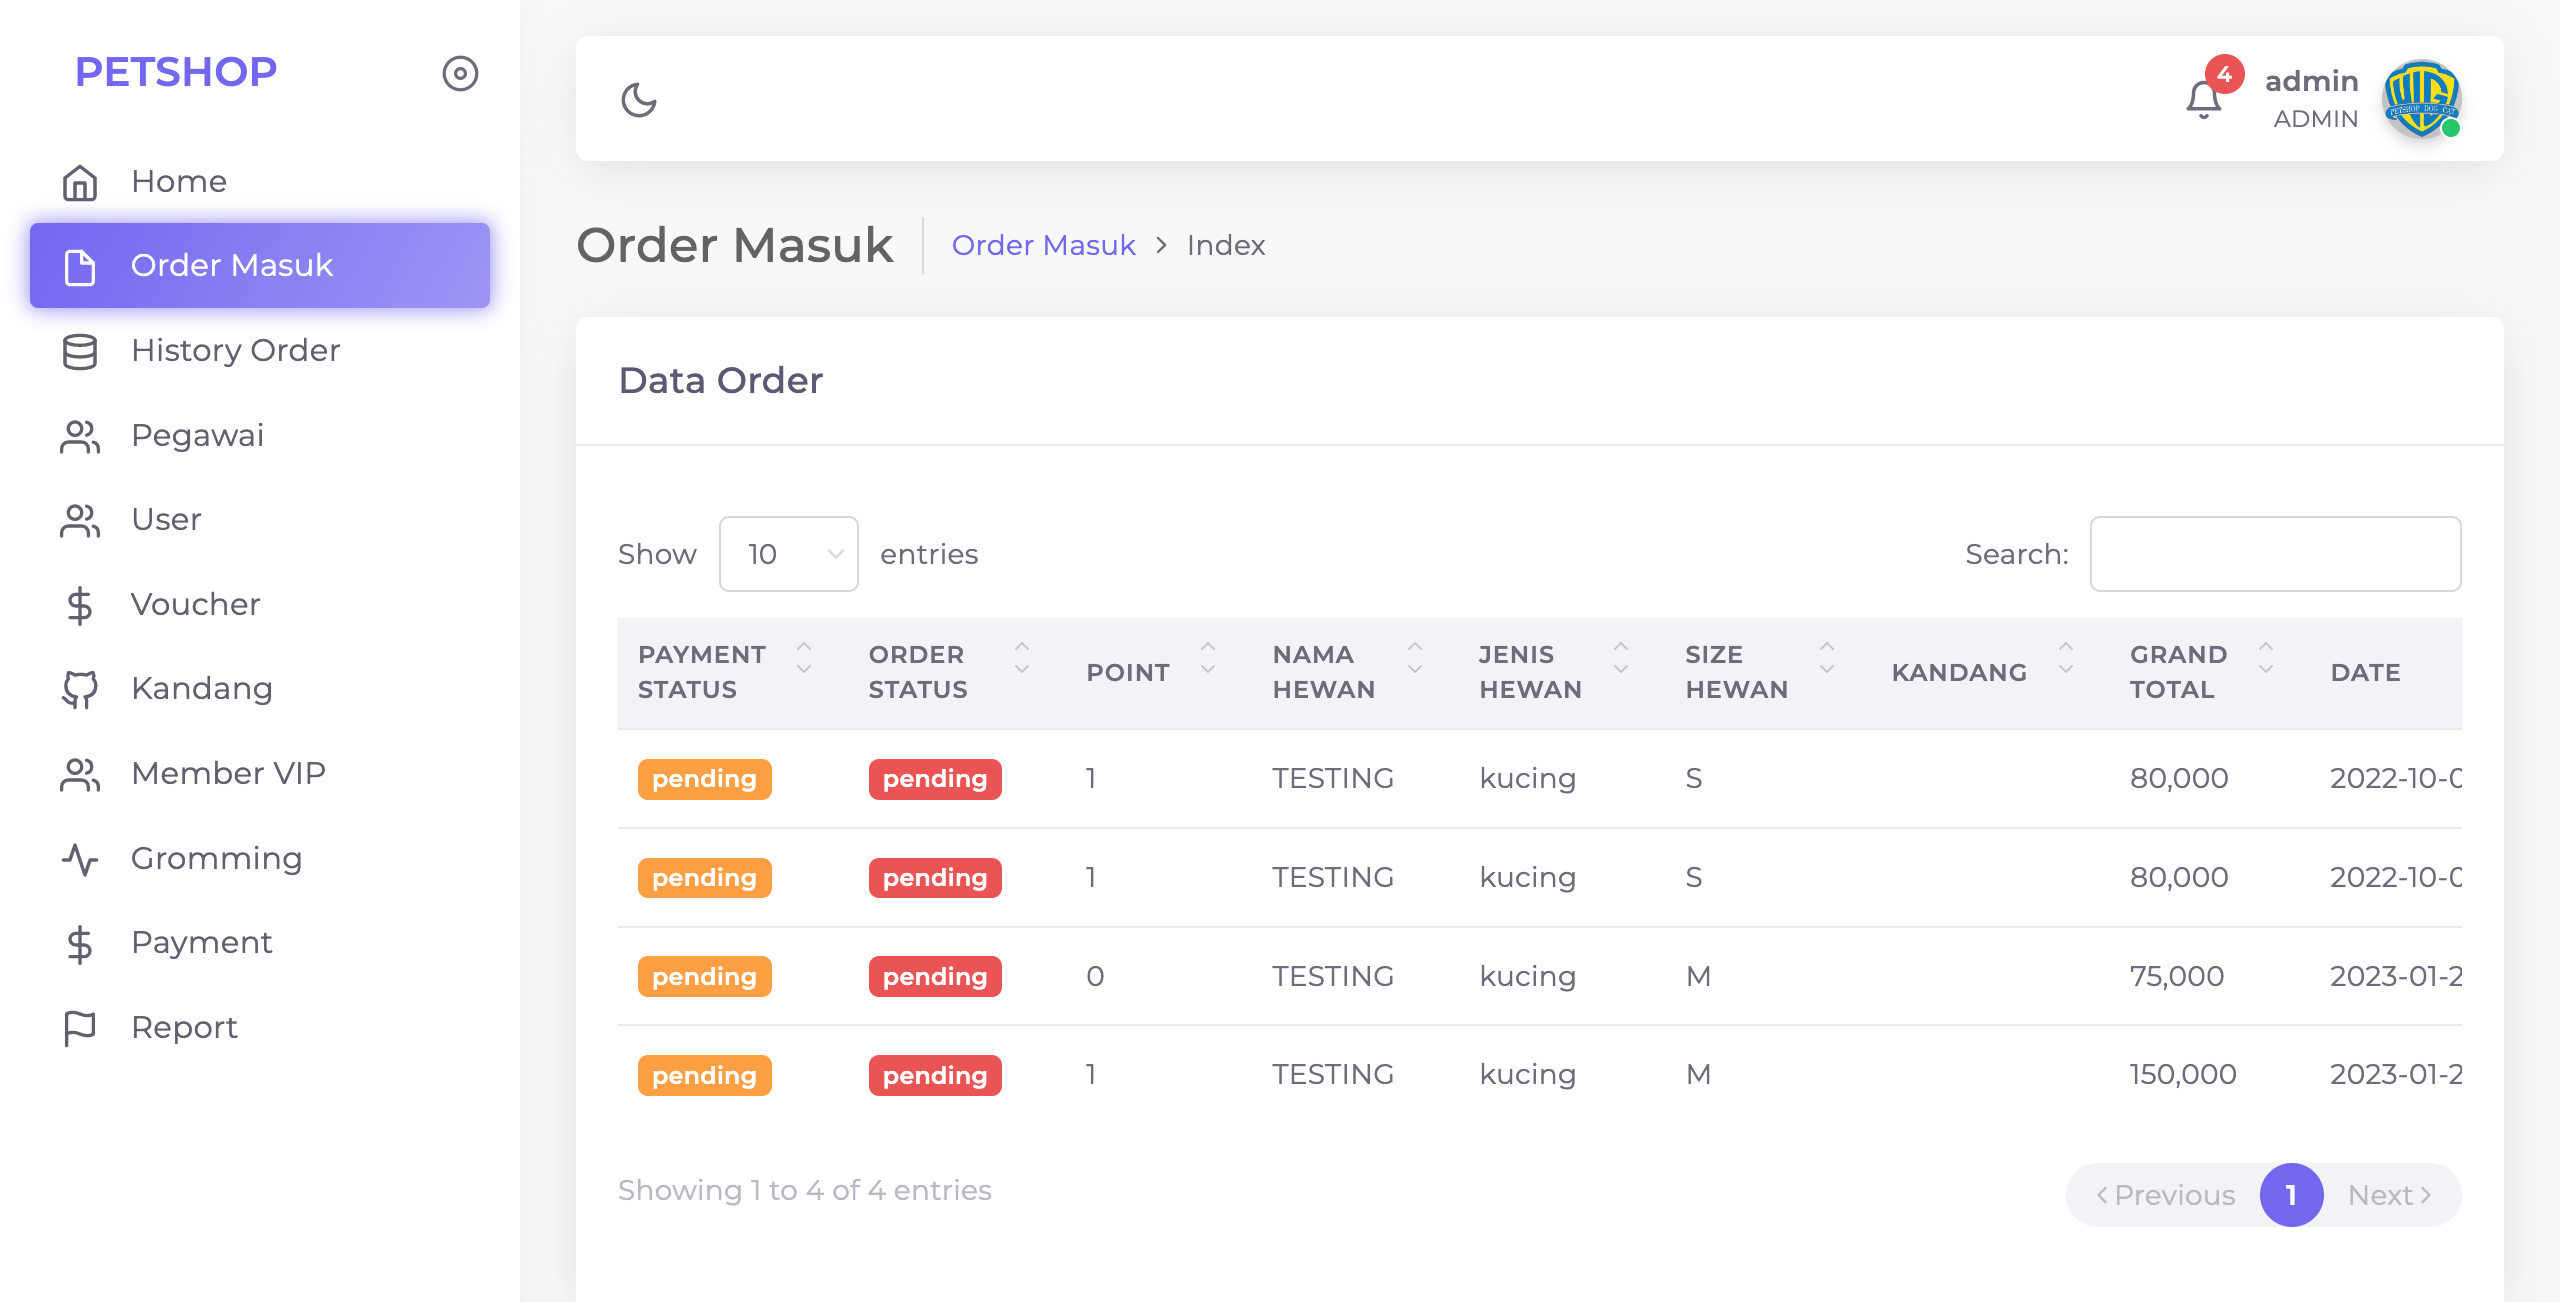 PETSHOP
Home
Order Masuk
History Order
Pegawai
User
Voucher
Kandang
Member VIP
Gromming
Payment
Report
4
admin
ADMIN
PETSHOP DOG CAT
Order Masuk
Order Masuk > Index
Data Order
Show 10 entries
Search:
PAYMENT STATUS ORDER STATUS POINT NAMA HEWAN JENIS HEWAN SIZE HEWAN KANDANG GRAND TOTAL DATE
pending pending 1 TESTING kucing S 80,000 2022-10-0
pending pending 1 TESTING kucing S 80,000 2022-10-0
pending pending 0 TESTING kucing M 75,000 2023-01-2
pending pending 1 TESTING kucing M 150,000 2023-01-2
Showing 1 to 4 of 4 entries
Previous 1 Next